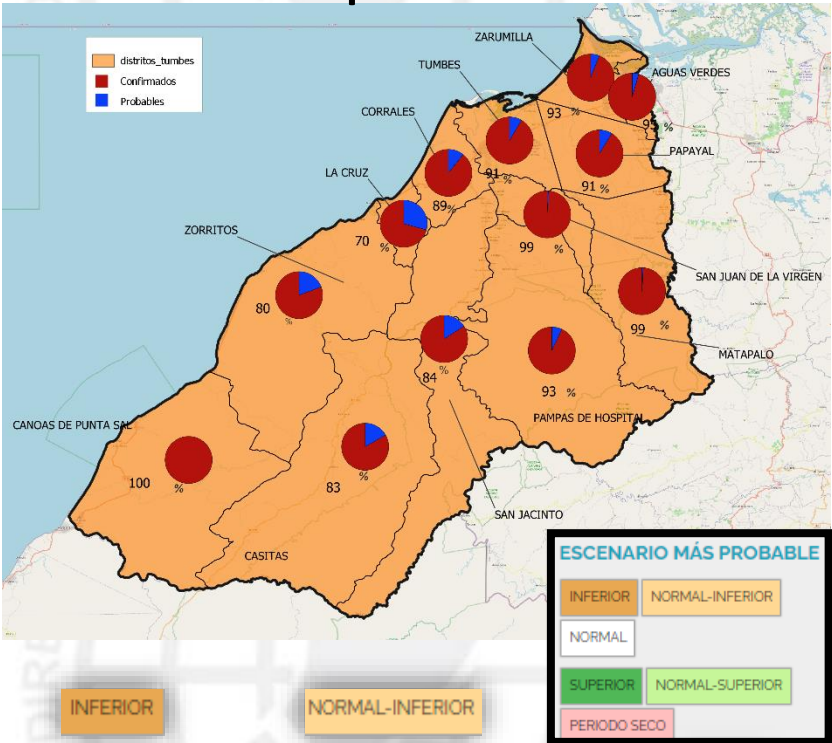 distritos_tumbes
Confirmados
Probables
ZARUMILLA
TUMBES
AGUAS VERDES
CORRALES
93 %
95 %
PAPAYAL
LA CRUZ
91 %
91 %
89 %
ZORRITOS
70 %
99 %
SAN JUAN DE LA VIRGEN
80 %
99 %
MATAPALO
84 %
93 %
CANOAS DE PUNTA SAL
PAMPAS DE HOSPITAL
100 %
83 %
SAN JACINTO
CASITAS
ESCENARIO MÁS PROBABLE
INFERIOR NORMAL-INFERIOR
NORMAL
SUPERIOR NORMAL-SUPERIOR
PERIODO SECO
INFERIOR NORMAL-INFERIOR